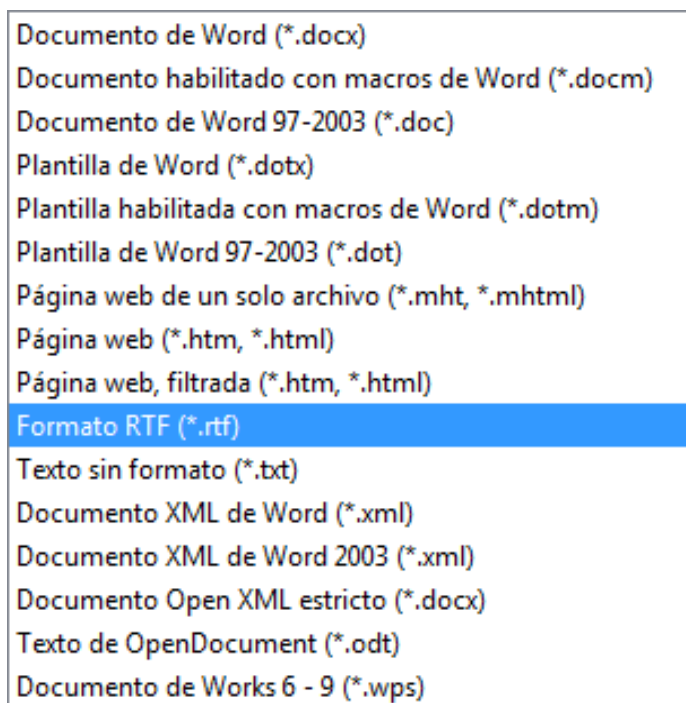 Documento de Word (*.docx)
Documento habilitado con macros de Word (*.docm)
Documento de Word 97-2003 (*.doc)
Plantilla de Word (*.dotx)
Plantilla habilitada con macros de Word (*.dotm)
Plantilla de Word 97-2003 (*.dot)
Página web de un solo archivo (*.mht, *.mhtml)
Página web (*.htm, *.html)
Página web, filtrada (*.htm, *.html)
Formato RTF (*.rtf)
Texto sin formato (*.txt)
Documento XML de Word (*.xml)
Documento XML de Word 2003 (*.xml)
Documento Open XML estricto (*.docx)
Texto de OpenDocument (*.odt)
Documento de Works 6 - 9 (*.wps)